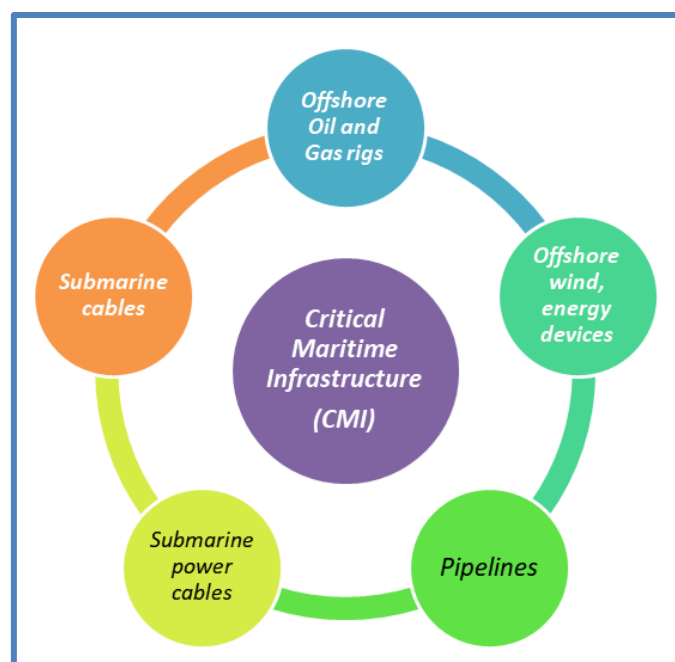 Offshore
Oil and
Gas rigs
Offshore
wind,
energy
devices
Pipelines
Submarine
power
cables
Submarine
cables
Critical
Maritime
Infrastructure
(CMI)